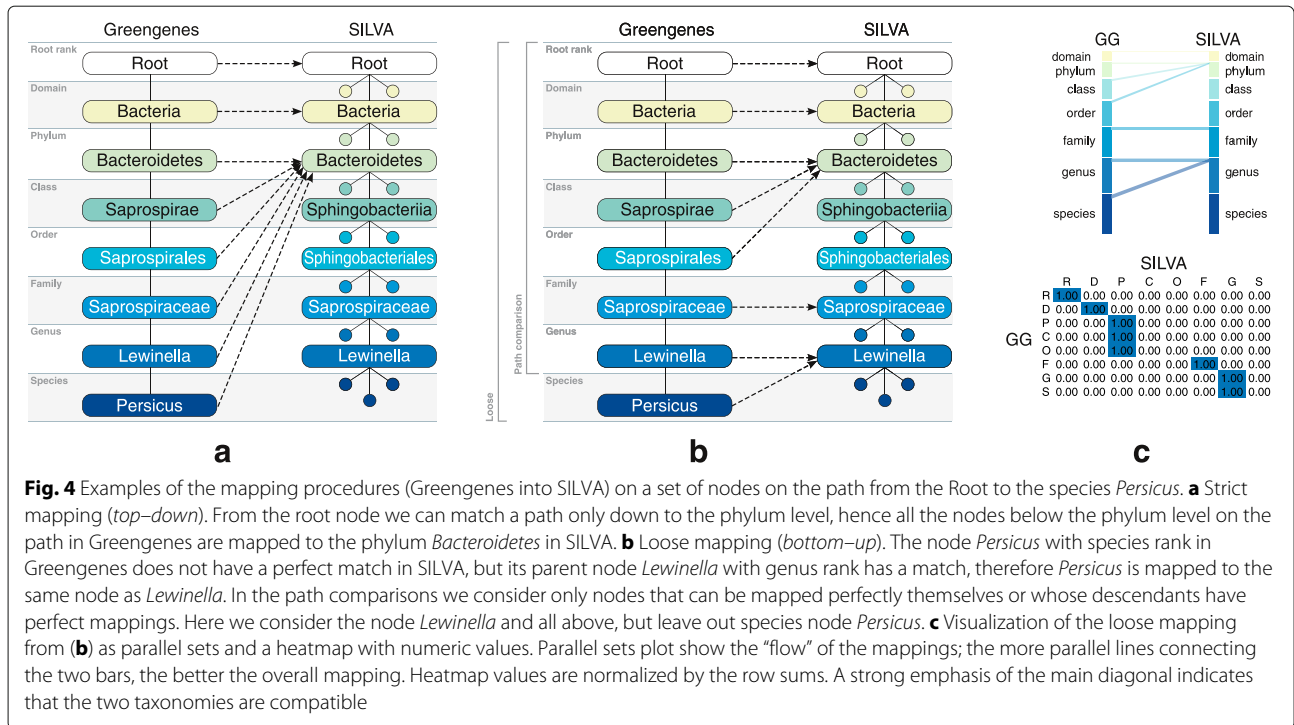 Greengenes SILVA
Root rank
Root Root
Domain
Bacteria Bacteria
Phylum
Bacteroidetes Bacteroidetes
Class
Saprospirae Sphingobacteriia
Order
Saprospirales Sphingobacteriales
Family
Saprospiraceae Saprospiraceae
Genus
Lewinella Lewinella
Species
Persicus
a
Loose
Path comparison
Greengenes SILVA
Root rank
Root Root
Domain
Bacteria Bacteria
Phylum
Bacteroidetes Bacteroidetes
Class
Saprospirae Sphingobacteriia
Order
Saprospirales Sphingobacteriales
Family
Saprospiraceae Saprospiraceae
Genus
Lewinella Lewinella
Species
Persicus
b
GG SILVA
domain domain
phylum phylum
class class
order order
family family
genus genus
species species
SILVA
R D P C O F G S
R 1.00 0.00 0.00 0.00 0.00 0.00 0.00 0.00
D 0.00 1.00 0.00 0.00 0.00 0.00 0.00 0.00
P 0.00 0.00 1.00 0.00 0.00 0.00 0.00 0.00
C 0.00 0.00 1.00 0.00 0.00 0.00 0.00 0.00
GG
O 0.00 0.00 1.00 0.00 0.00 0.00 0.00 0.00
F 0.00 0.00 0.00 0.00 0.00 1.00 0.00 0.00
G 0.00 0.00 0.00 0.00 0.00 0.00 1.00 0.00
S 0.00 0.00 0.00 0.00 0.00 0.00 1.00 0.00
c
Fig. 4 Examples of the mapping procedures (Greengenes into SILVA) on a set of nodes on the path from the Root to the species Persicus. a Strict
mapping (top–down). From the root node we can match a path only down to the phylum level, hence all the nodes below the phylum level on the
path in Greengenes are mapped to the phylum Bacteroidetes in SILVA. b Loose mapping (bottom–up). The node Persicus with species rank in
Greengenes does not have a perfect match in SILVA, but its parent node Lewinella with genus rank has a match, therefore Persicus is mapped to the
same node as Lewinella. In the path comparisons we consider only nodes that can be mapped perfectly themselves or whose descendants have
perfect mappings. Here we consider the node Lewinella and all above, but leave out species node Persicus. c Visualization of the loose mapping
from (b) as parallel sets and a heatmap with numeric values. Parallel sets plot show the “flow” of the mappings; the more parallel lines connecting
the two bars, the better the overall mapping. Heatmap values are normalized by the row sums. A strong emphasis of the main diagonal indicates
that the two taxonomies are compatible